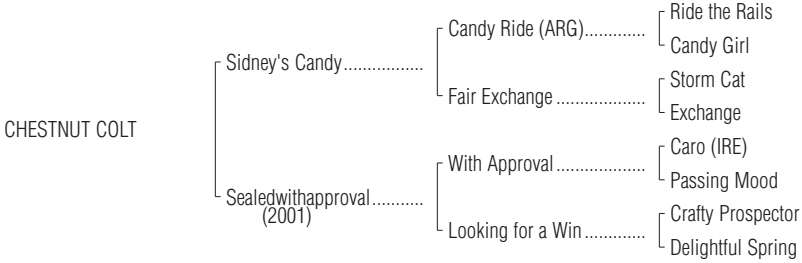 Ride the Rails
Candy Ride (ARG).............
Candy Girl
Sidney's Candy.................
Storm Cat
Fair Exchange ...................
Exchange
CHESTNUT COLT
Caro (IRE)
With Approval ...................
Passing Mood
Sealedwithapproval...........
(2001)
Crafty Prospector
Looking for a Win.............
Delightful Spring